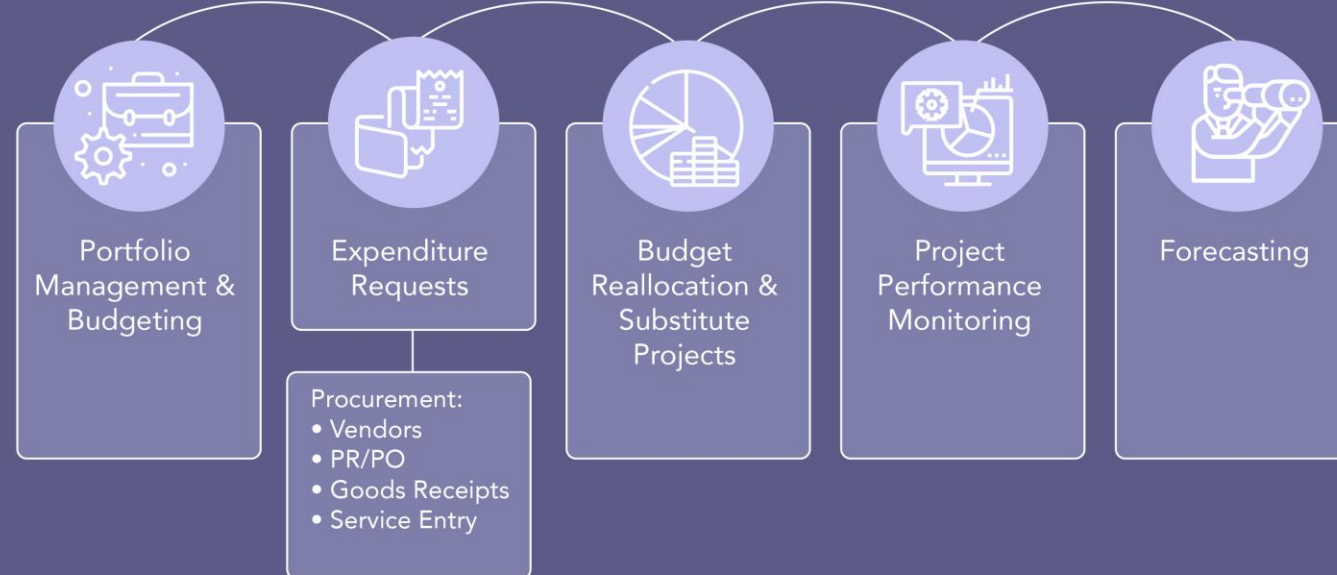 Portfolio
Management &
Budgeting
Expenditure
Requests
Procurement:
• Vendors
• PR/PO
• Goods Receipts
• Service Entry
Budget
Reallocation &
Substitute
Projects
Project
Performance
Monitoring
Forecasting